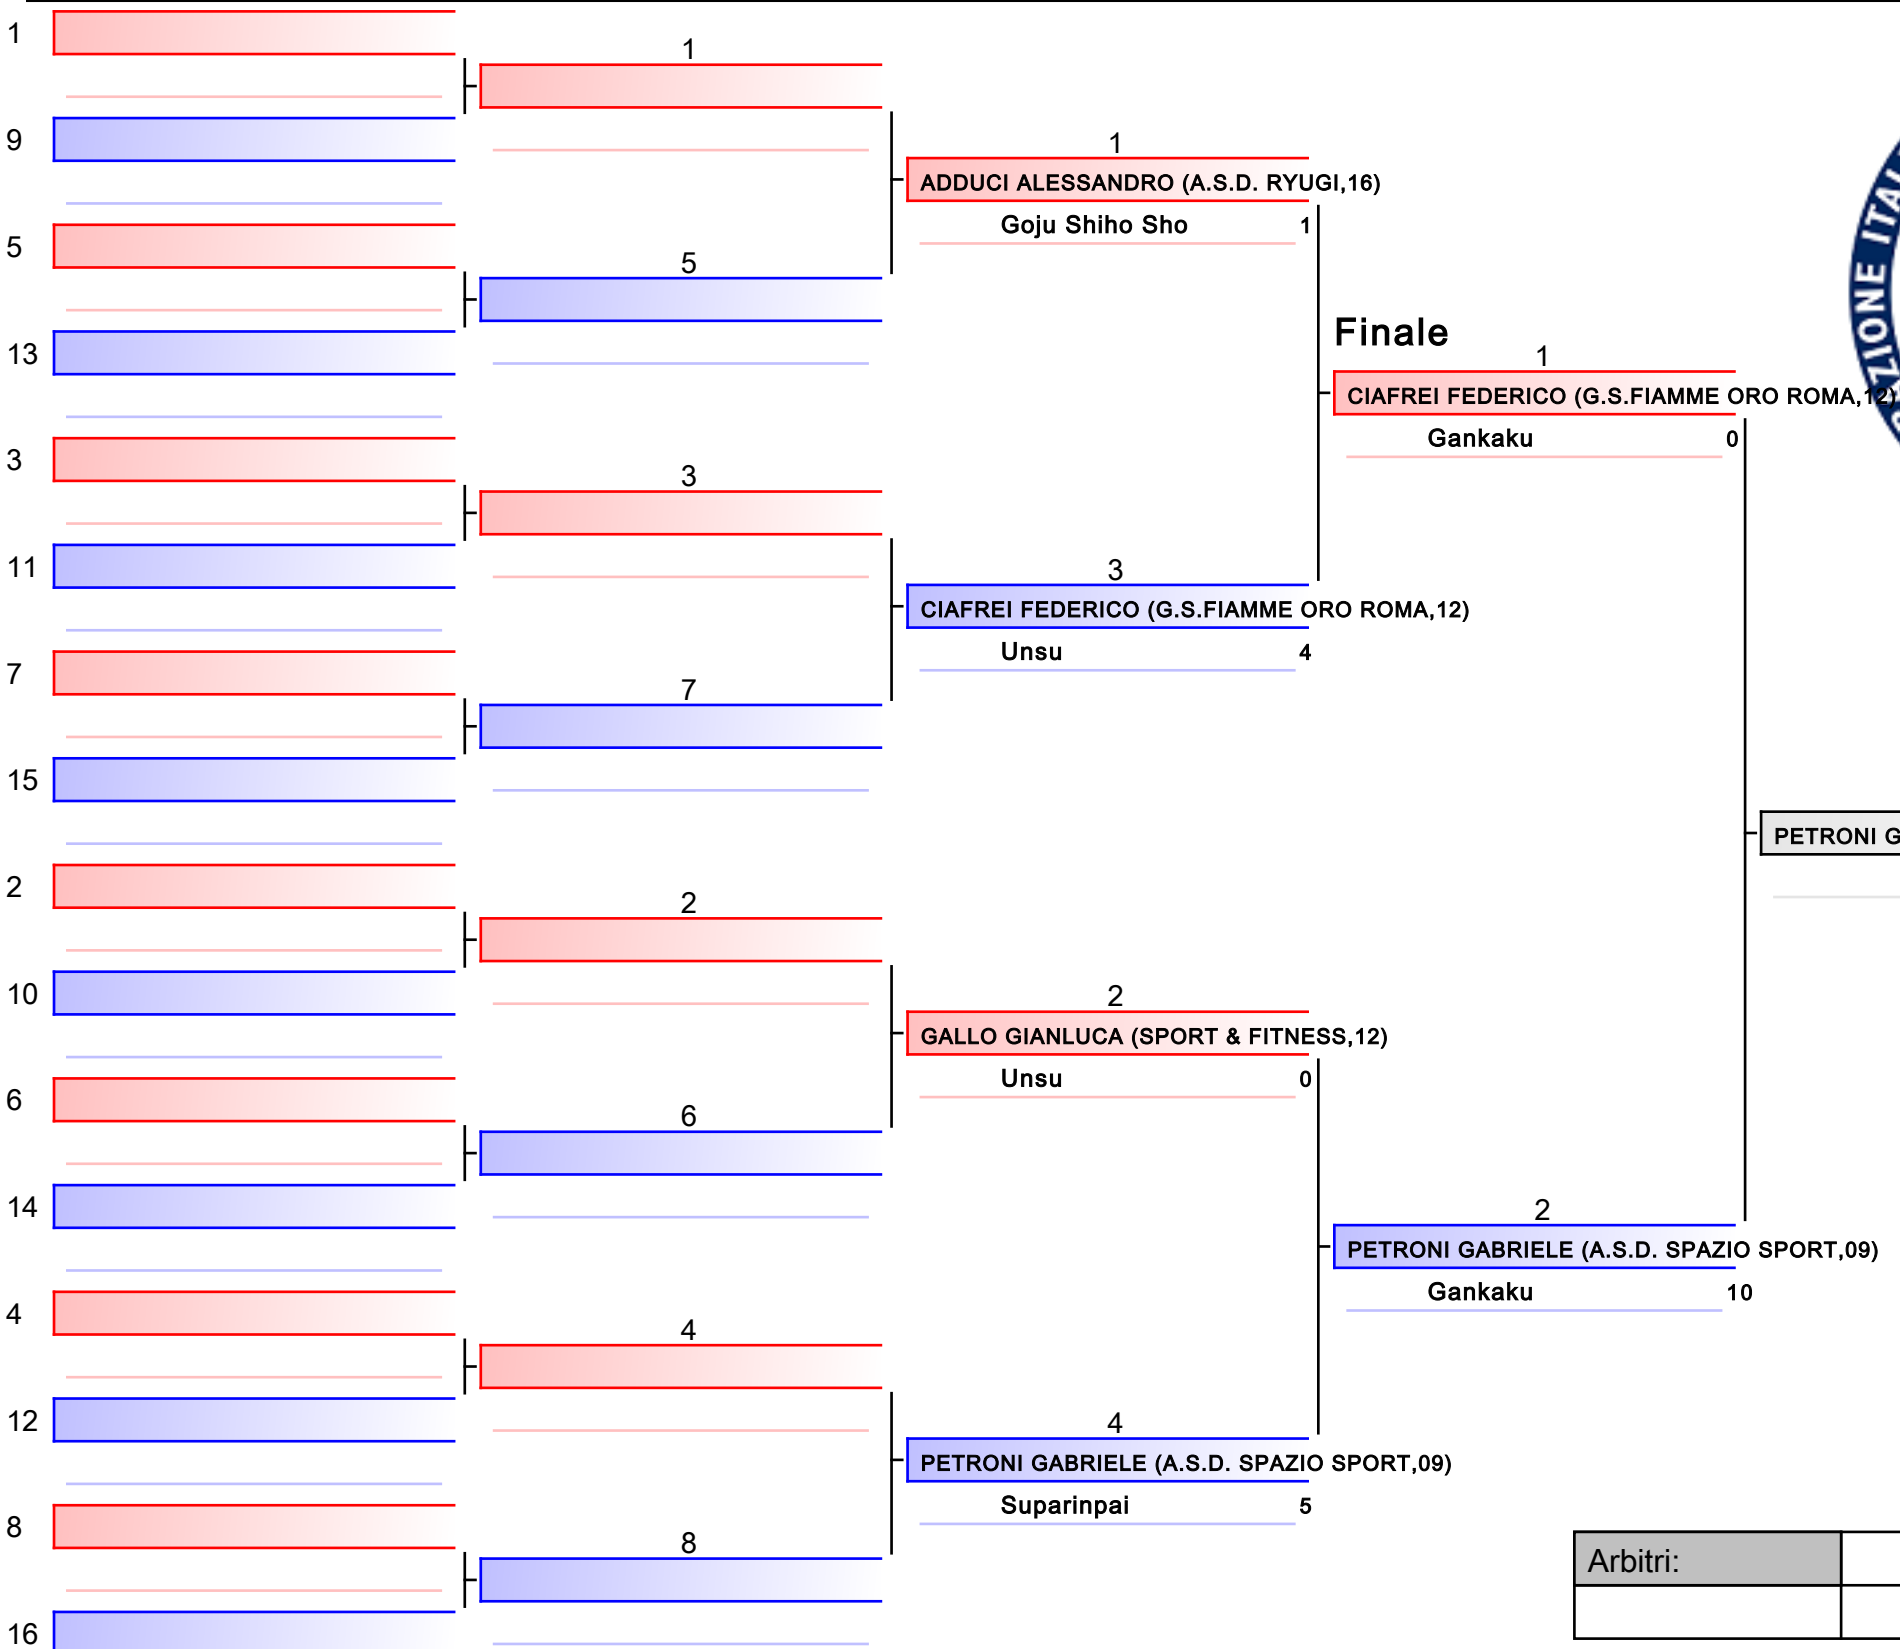 1
9
5
13
3
11
7
15
2
10
6
14
4
12
8
16
1
5
3
7
2
6
4
8
1
ADDUCI ALESSANDRO (A.S.D. RYUGI,16)
Goju Shiho Sho 1
3
CIAFREI FEDERICO (G.S.FIAMME ORO ROMA,12)
Unsu 4
2
GALLO GIANLUCA (SPORT & FITNESS,12)
Unsu 0
4
PETRONI GABRIELE (A.S.D. SPAZIO SPORT,09)
Suparinpai 5
Finale
1
CIAFREI FEDERICO (G.S.FIAMME ORO ROMA,12)
Gankaku 0
2
PETRONI GABRIELE (A.S.D. SPAZIO SPORT,09)
Gankaku 10
PETRONI G
Arbitri: